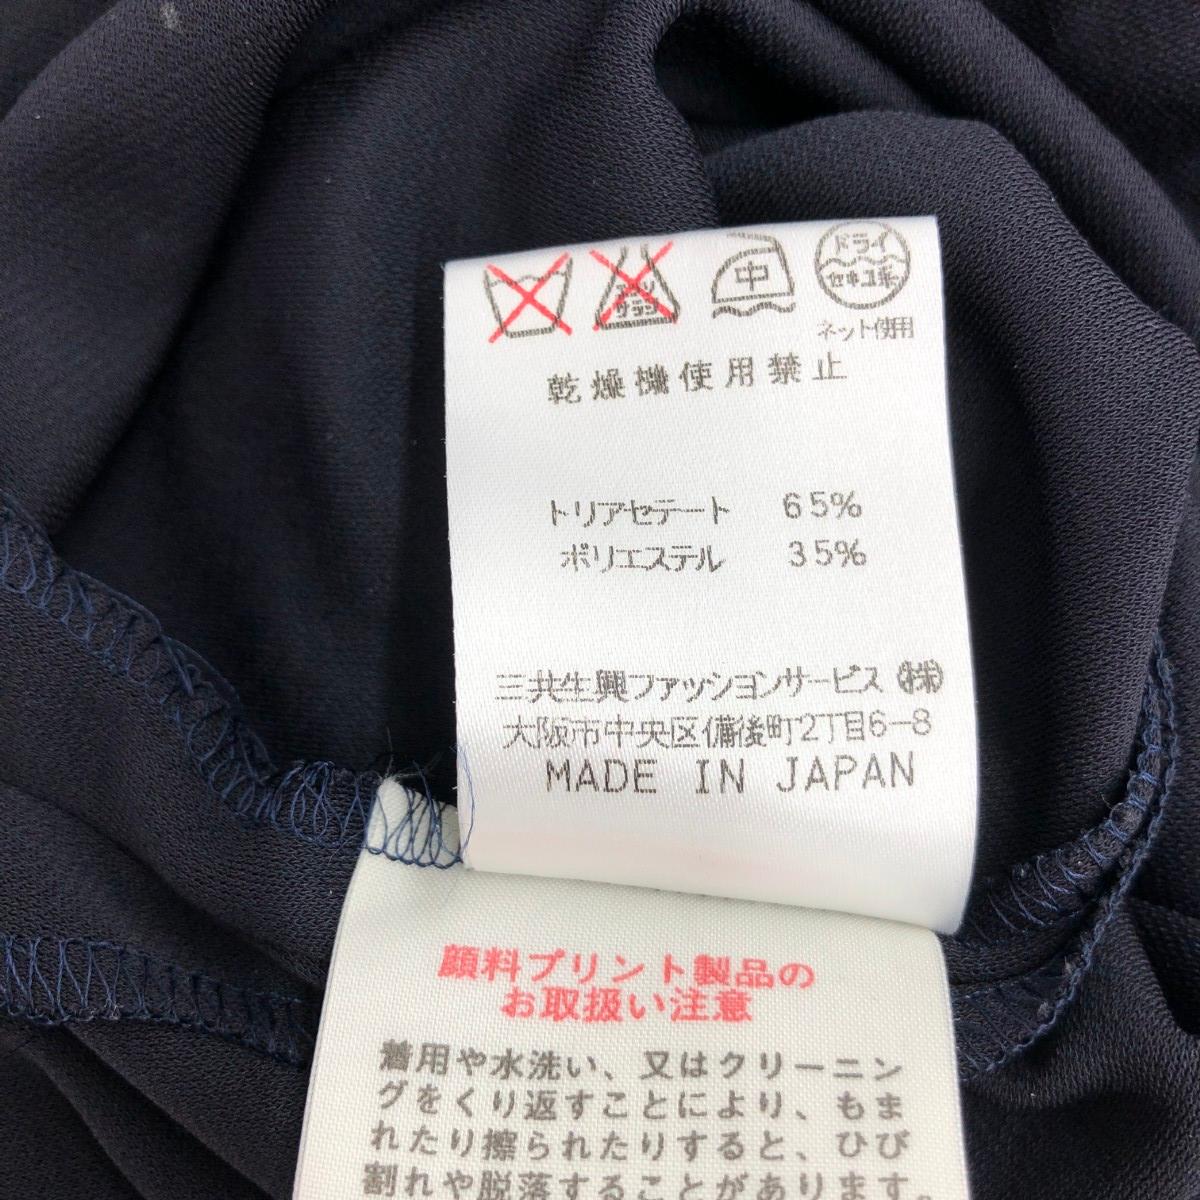 エンソ
サラシ
中
ドライ
セキユ系
ネット使用
乾燥機使用禁止
トリアセテート 65%
ポリエステル 35%
三共生興ファッションサービス㈱
大阪市中央区備後町2丁目6-8
MADE IN JAPAN
顔料プリント製品の
お取扱い注意
着用や水洗い、又はクリーニン
グをくり返すことにより、もま
れたり擦られたりすると、ひび
割れや脱落することがあります。